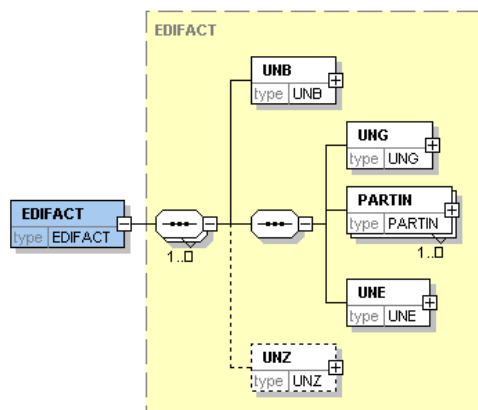 EDIFACT
UNB
type UNB
UNG
type UNG
EDIFACT
type EDIFACT
1..▯
PARTIN
type PARTIN
1..▯
UNE
type UNE
UNZ
type UNZ